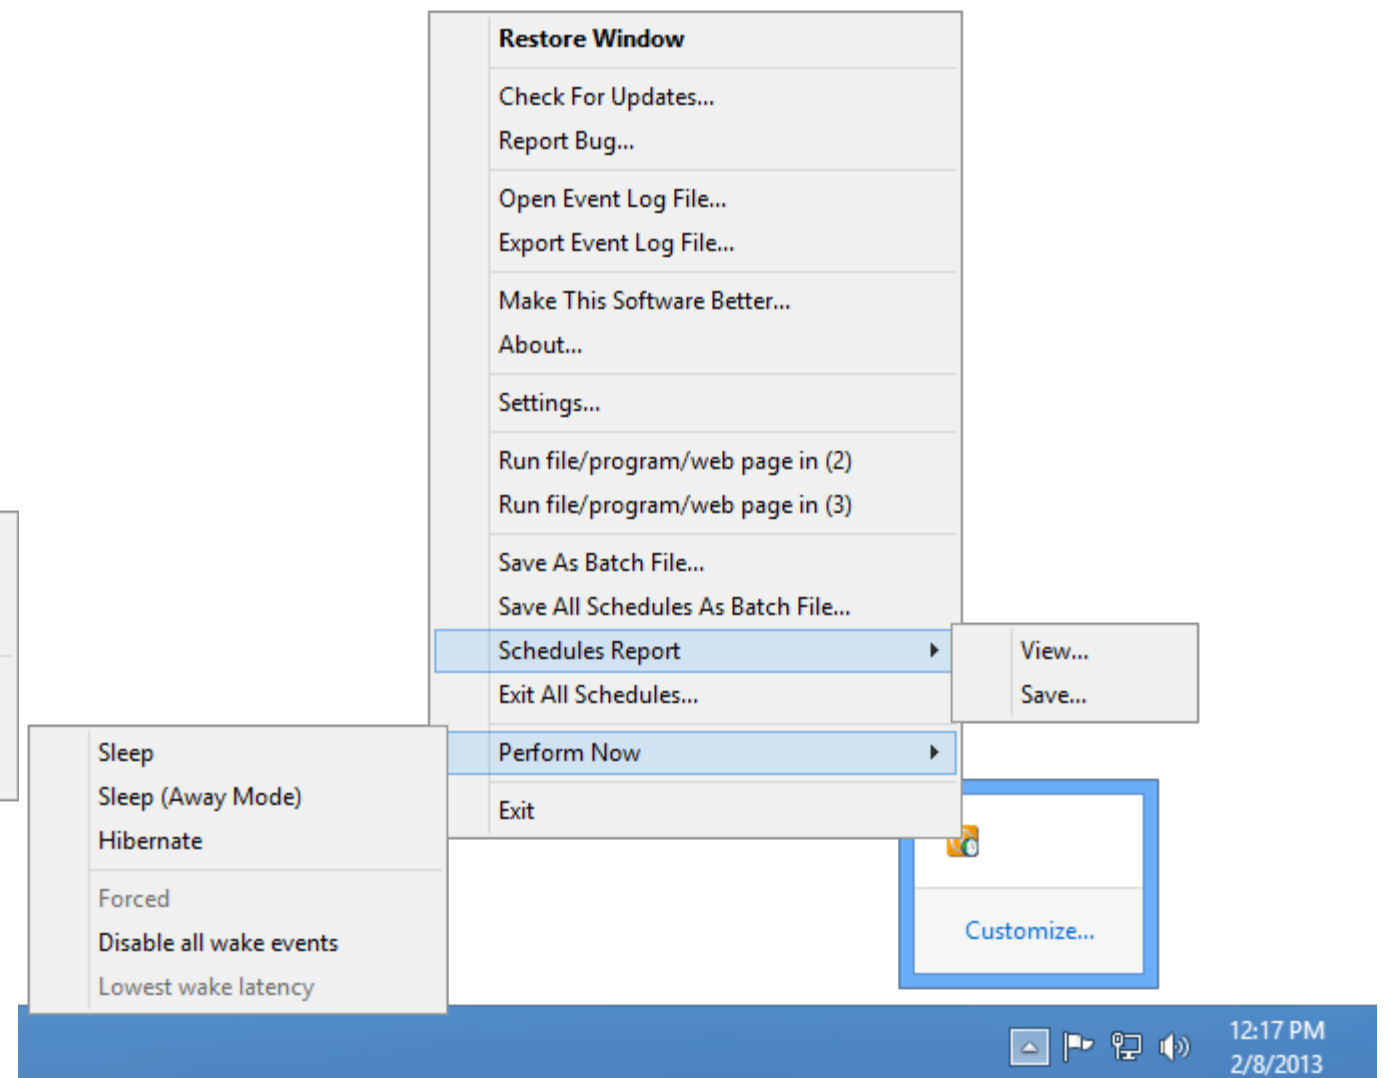 Restore Window
Check For Updates...
Report Bug...
Open Event Log File...
Export Event Log File...
Make This Software Better...
About...
Settings...
Run file/program/web page in (2)
Run file/program/web page in (3)
Save As Batch File...
Save All Schedules As Batch File...
Schedules Report
Exit All Schedules...
Perform Now
Exit
View...
Save...
Sleep
Sleep (Away Mode)
Hibernate
Forced
Disable all wake events
Lowest wake latency
Customize...
12:17 PM
2/8/2013